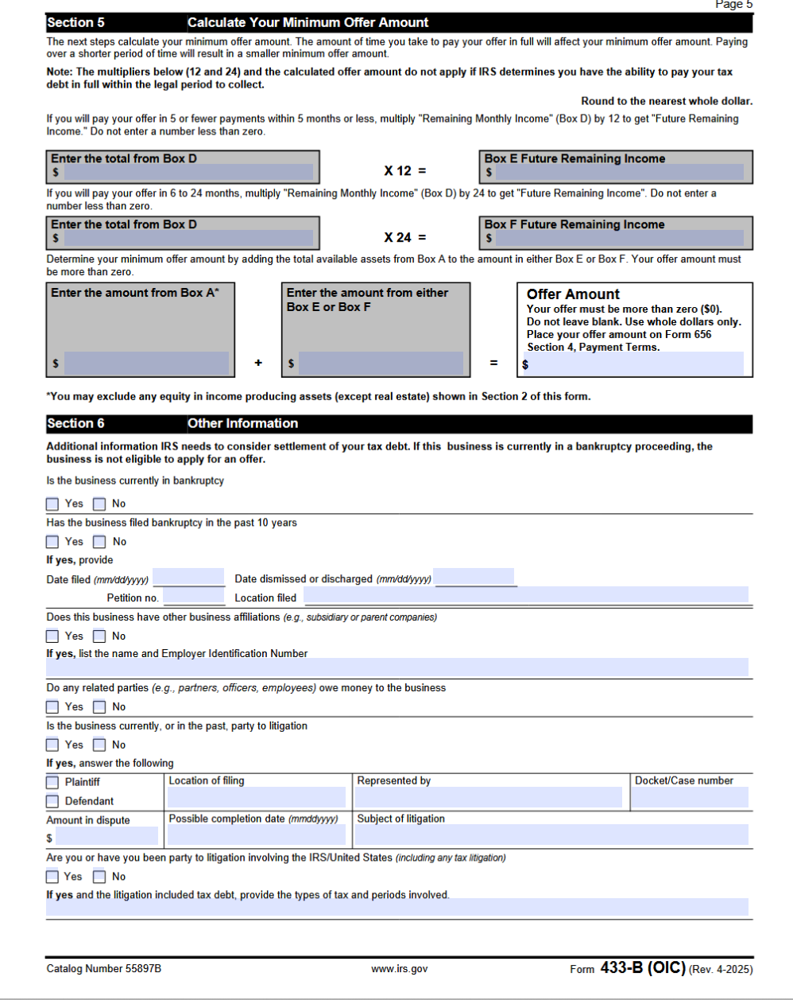 Page 5
Section 5 Calculate Your Minimum Offer Amount
The next steps calculate your minimum offer amount. The amount of time you take to pay your offer in full will affect your minimum offer amount. Paying
over a shorter period of time will result in a smaller minimum offer amount.
Note: The multipliers below (12 and 24) and the calculated offer amount do not apply if IRS determines you have the ability to pay your tax
debt in full within the legal period to collect.
Round to the nearest whole dollar.
If you will pay your offer in 5 or fewer payments within 5 months or less, multiply "Remaining Monthly Income" (Box D) by 12 to get "Future Remaining
Income." Do not enter a number less than zero.
Enter the total from Box D
$
X 12 =
Box E Future Remaining Income
$
If you will pay your offer in 6 to 24 months, multiply "Remaining Monthly Income" (Box D) by 24 to get "Future Remaining Income". Do not enter a
number less than zero.
Enter the total from Box D
$
X 24 =
Box F Future Remaining Income
$
Determine your minimum offer amount by adding the total available assets from Box A to the amount in either Box E or Box F. Your offer amount must
be more than zero.
Enter the amount from Box A*
$
+
Enter the amount from either
Box E or Box F
$
=
Offer Amount
Your offer must be more than zero ($0).
Do not leave blank. Use whole dollars only.
Place your offer amount on Form 656
Section 4, Payment Terms.
$
*You may exclude any equity in income producing assets (except real estate) shown in Section 2 of this form.
Section 6 Other Information
Additional information IRS needs to consider settlement of your tax debt. If this business is currently in a bankruptcy proceeding, the
business is not eligible to apply for an offer.
Is the business currently in bankruptcy
Yes No
Has the business filed bankruptcy in the past 10 years
Yes No
If yes, provide
Date filed (mm/dd/yyyy) Date dismissed or discharged (mm/dd/yyyy)
Petition no. Location filed
Does this business have other business affiliations (e.g., subsidiary or parent companies)
Yes No
If yes, list the name and Employer Identification Number
Do any related parties (e.g., partners, officers, employees) owe money to the business
Yes No
Is the business currently, or in the past, party to litigation
Yes No
If yes, answer the following
Plaintiff
Defendant
Location of filing
Represented by
Docket/Case number
Amount in dispute
$
Possible completion date (mmddyyyy)
Subject of litigation
Are you or have you been party to litigation involving the IRS/United States (including any tax litigation)
Yes No
If yes and the litigation included tax debt, provide the types of tax and periods involved.
Catalog Number 55897B www.irs.gov Form 433-B (OIC) (Rev. 4-2025)